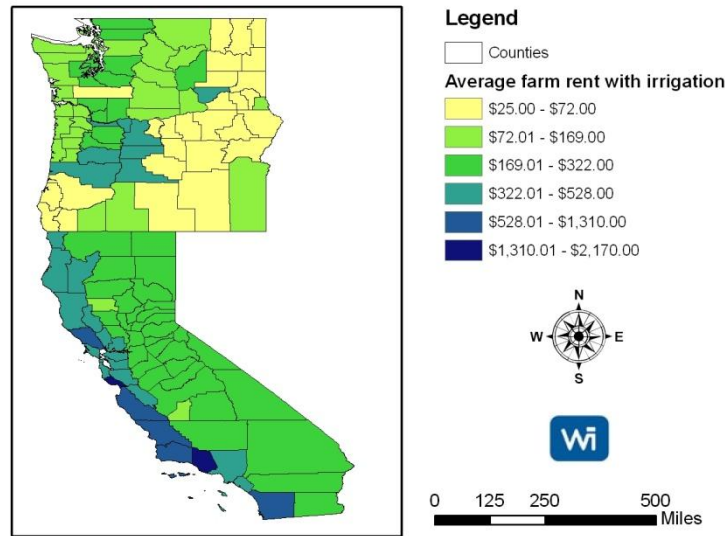 Legend
Counties
Average farm rent with irrigation
$25.00 - $72.00
$72.01 - $169.00
$169.01 - $322.00
$322.01 - $528.00
$528.01 - $1,310.00
$1,310.01 - $2,170.00
N
W E
S
Wi
0 125 250 500
Miles